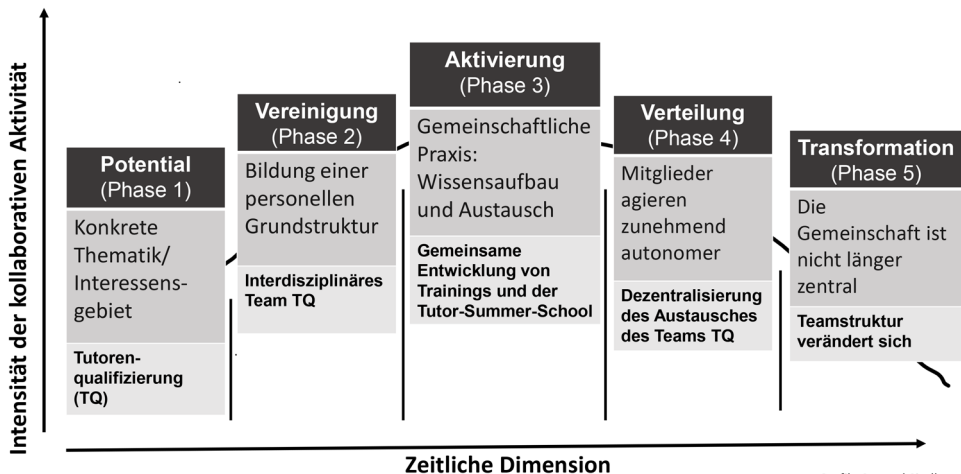 Intensität der kollaborativen Aktivität
Potential
(Phase 1)
Konkrete
Thematik/
Interessens-
gebiet
Tutoren-
qualifizierung
(TQ)
Vereinigung
(Phase 2)
Bildung einer
personellen
Grundstruktur
Interdisziplinäres
Team TQ
Aktivierung
(Phase 3)
Gemeinschaftliche
Praxis:
Wissensaufbau
und Austausch
Gemeinsame
Entwicklung von
Trainings und der
Tutor-Summer-School
Verteilung
(Phase 4)
Mitglieder
agieren
zunehmend
autonomer
Dezentralisierung
des Austausches
des Teams TQ
Transformation
(Phase 5)
Die
Gemeinschaft ist
nicht länger
zentral
Teamstruktur
verändert sich
Zeitliche Dimension